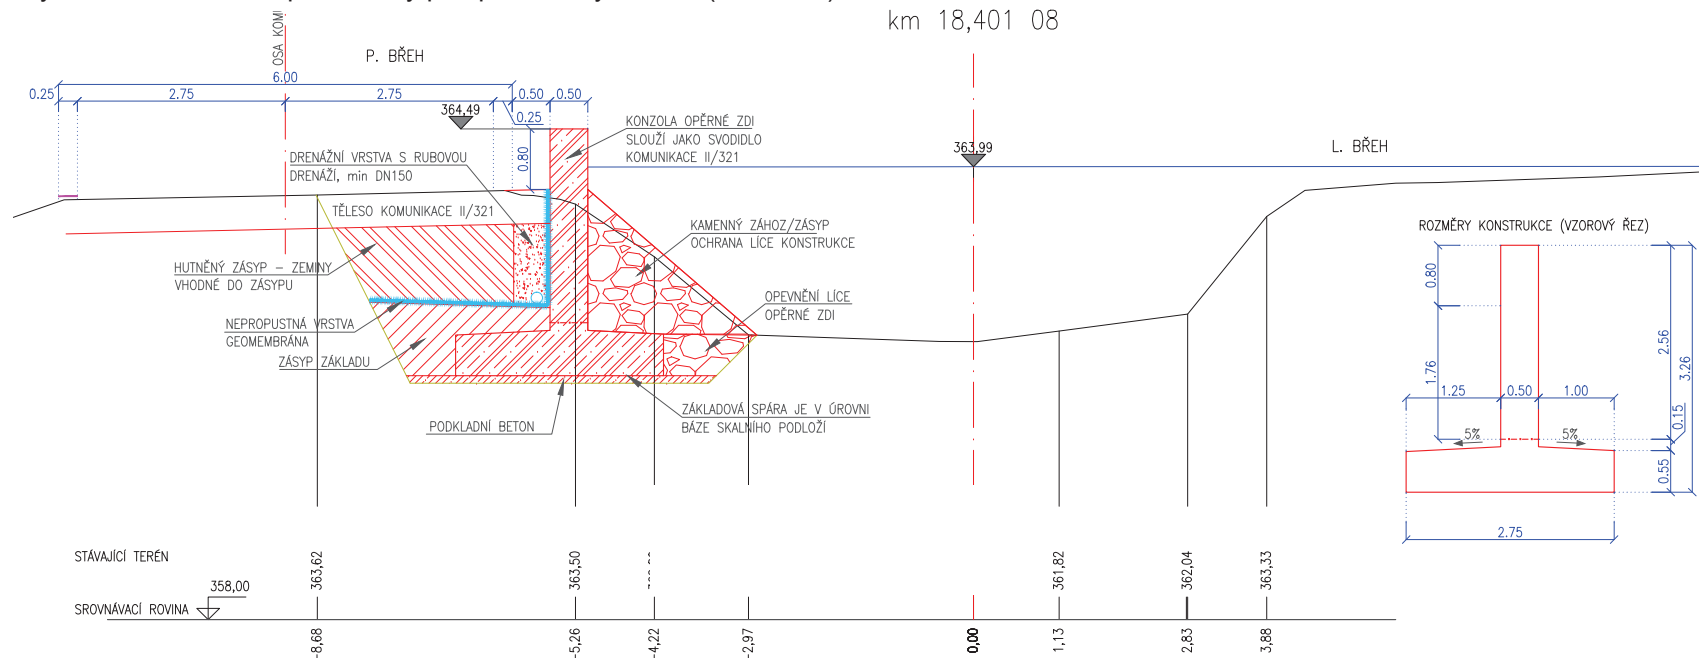 km 18,401 08
OSA KOMI
P. BŘEH
6.00
0.25
2.75
2.75
0.50
0.50
0.25
364,49
0.80
KONZOLA OPĚRNÉ ZDI
SLOUŽÍ JAKO SVODIDLO
KOMUNIKACE II/321
363,99
L. BŘEH
DRENÁŽNÍ VRSTVA S RUBOVOU
DRENÁŽÍ, min DN150
TĚLESO KOMUNIKACE II/321
KAMENNÝ ZÁHOZ/ZÁSYP
OCHRANA LÍCE KONSTRUKCE
HUTNĚNÝ ZÁSYP – ZEMINY
VHODNÉ DO ZÁSYPU
OPEVNĚNÍ LÍCE
OPĚRNÉ ZDI
NEPROPUSTNÁ VRSTVA
GEOMEMBRÁNA
ZÁSYP ZÁKLADU
PODKLADNÍ BETON
ZÁKLADOVÁ SPÁRA JE V ÚROVNI
BÁZE SKALNÍHO PODLOŽÍ
ROZMĚRY KONSTRUKCE (VZOROVÝ ŘEZ)
0.80
1.76
2.56
3.26
1.25
0.50
1.00
0.15
5%
5%
0.55
2.75
STÁVAJÍCÍ TERÉN
363,62
363,50
361,82
362,04
363,33
358,00
SROVNÁVACÍ ROVINA
-8,68
-5,26
-4,22
-2,97
0,00
1,13
2,83
3,88